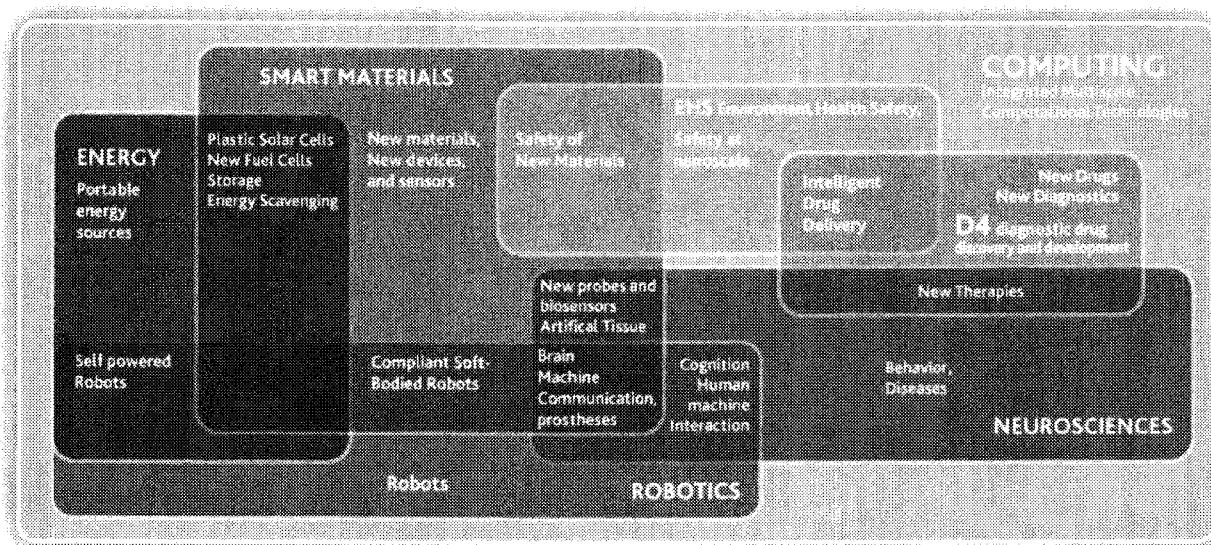 COMPUTING
Integrated Multiscale
Computational Technologies
SMART MATERIALS
EHS Environment Health Safety.
ENERGY
Portable
energy
sources
Plastic Solar Cells
New Fuel Cells
Storage
Energy Scavenging
New materials,
New devices,
and sensors
Safety of
New Materials
Safety at
Intelligent
Drug
Delivery
New Drugs
New Diagnostics
D4 diagnostic drug
discovery and development
New Therapies
New probes and
biosensors
Artifical Tissue
Self powered
Robots
Compliant Soft-
Bodied Robots
Brain
Machine
Communication,
prostheses
Cognition
Human
machine
Interaction
Behavior,
Diseases
NEUROSCIENCES
Robots
ROBOTICS